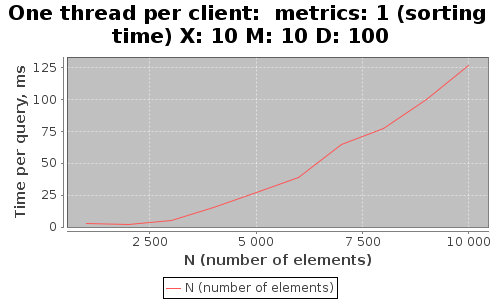 One thread per client:  metrics: 1 (sorting
time) X: 10 M: 10 D: 100
Time per query, ms
125
100
75
50
25
0
2 500
5 000
7 500
10 000
N (number of elements)
N (number of elements)